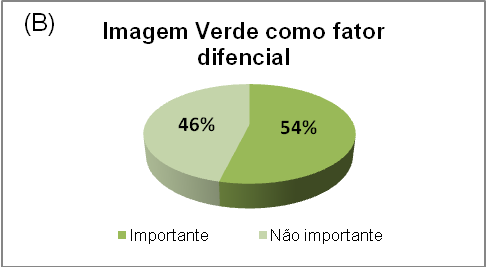 (B)
Imagem Verde como fator
difencial
46%
54%
Importante
Não importante